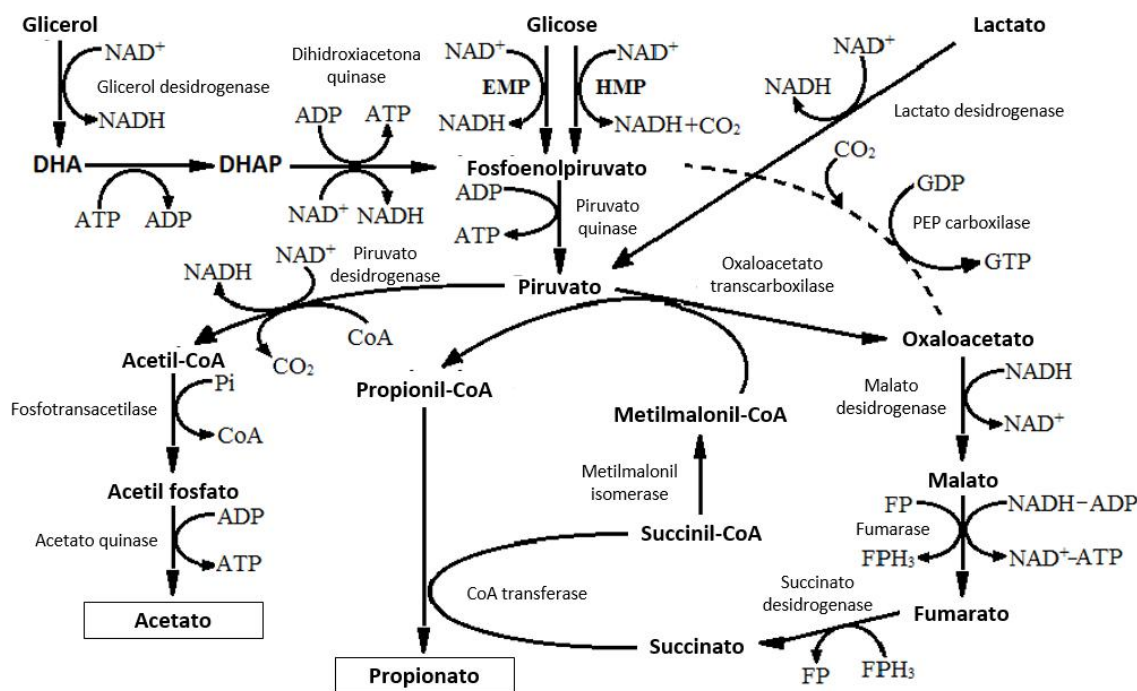 Glicerol
Glicose
Lactato
NAD⁺
Glicerol desidrogenase
NADH
Dihidroxiacetona
quinase
ADP
ATP
NAD⁺
EMP
NADH
NAD⁺
HMP
NADH+CO₂
NAD⁺
NADH
Lactato desidrogenase
DHA
DHAP
Fosfoenolpiruvato
ATP
ADP
NAD⁺
NADH
ADP
ATP
Piruvato
quinase
CO₂
GDP
PEP carboxilase
GTP
Piruvato
desidrogenase
NAD⁺
NADH
CO₂
CoA
Piruvato
Oxaloacetato
transcarboxilase
Oxaloacetato
Acetil-CoA
Propionil-CoA
Metilmalonil-CoA
Malato
desidrogenase
NADH
NAD⁺
Fosfotransacetilase
Pi
CoA
Metilmalonil
isomerase
Malato
Acetil fosfato
Succinil-CoA
FP
Fumarase
FPH₃
NADH–ADP
NAD⁺–ATP
Acetato quinase
ADP
ATP
CoA transferase
Succinato
desidrogenase
Fumarato
Acetato
Succinato
FP
FPH₃
Propionato